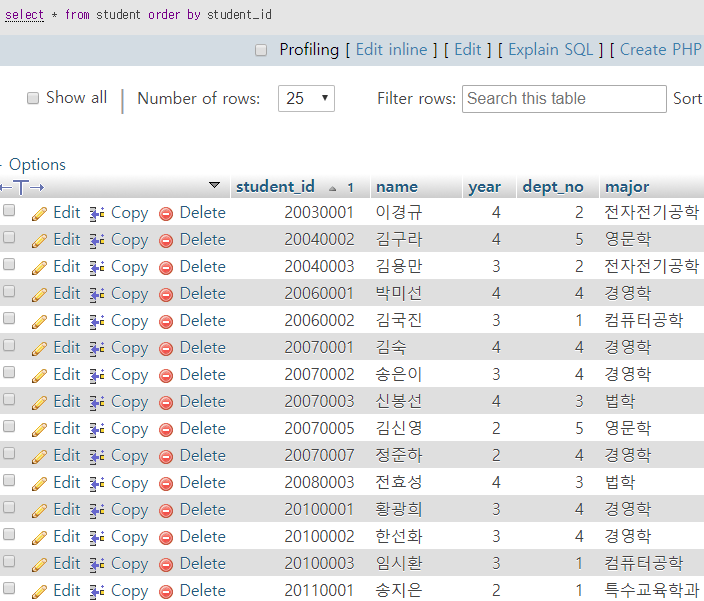 select * from student order by student_id
Profiling [ Edit inline ] [ Edit ] [ Explain SQL ] [ Create PHP
Show all | Number of rows: 25 Filter rows: Search this table Sort
Options
student_id 1 name year dept_no major
Edit Copy Delete 20030001 이경규 4 2 전자전기공학
Edit Copy Delete 20040002 김구라 4 5 영문학
Edit Copy Delete 20040003 김용만 3 2 전자전기공학
Edit Copy Delete 20060001 박미선 4 4 경영학
Edit Copy Delete 20060002 김국진 3 1 컴퓨터공학
Edit Copy Delete 20070001 김숙 4 4 경영학
Edit Copy Delete 20070002 송은이 3 4 경영학
Edit Copy Delete 20070003 신봉선 4 3 법학
Edit Copy Delete 20070005 김신영 2 5 영문학
Edit Copy Delete 20070007 정준하 2 4 경영학
Edit Copy Delete 20080003 전효성 4 3 법학
Edit Copy Delete 20100001 황광희 3 4 경영학
Edit Copy Delete 20100002 한선화 3 4 경영학
Edit Copy Delete 20100003 임시환 3 1 컴퓨터공학
Edit Copy Delete 20110001 송지은 2 1 특수교육학과